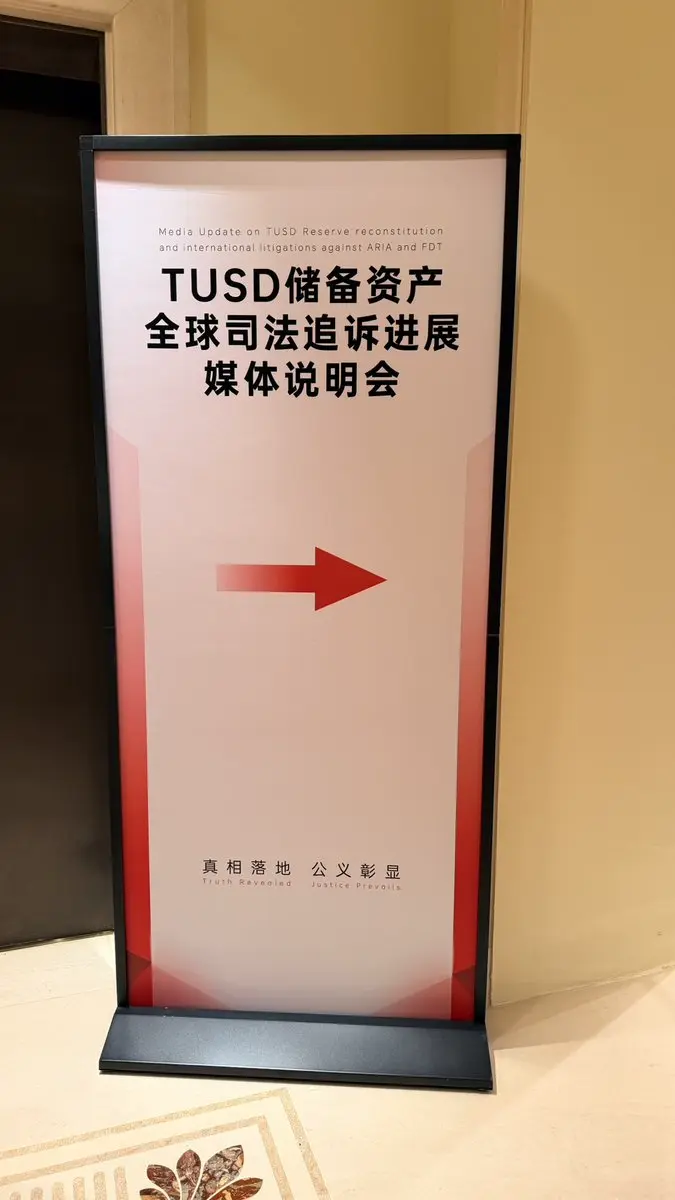 Media Update on TUSD Reserve reconstitution
and international litigations against ARIA and FDT
TUSD储备资产
全球司法追诉进展
媒体说明会
真相落地 公义彰显
Truth Revealed Justice Prevails